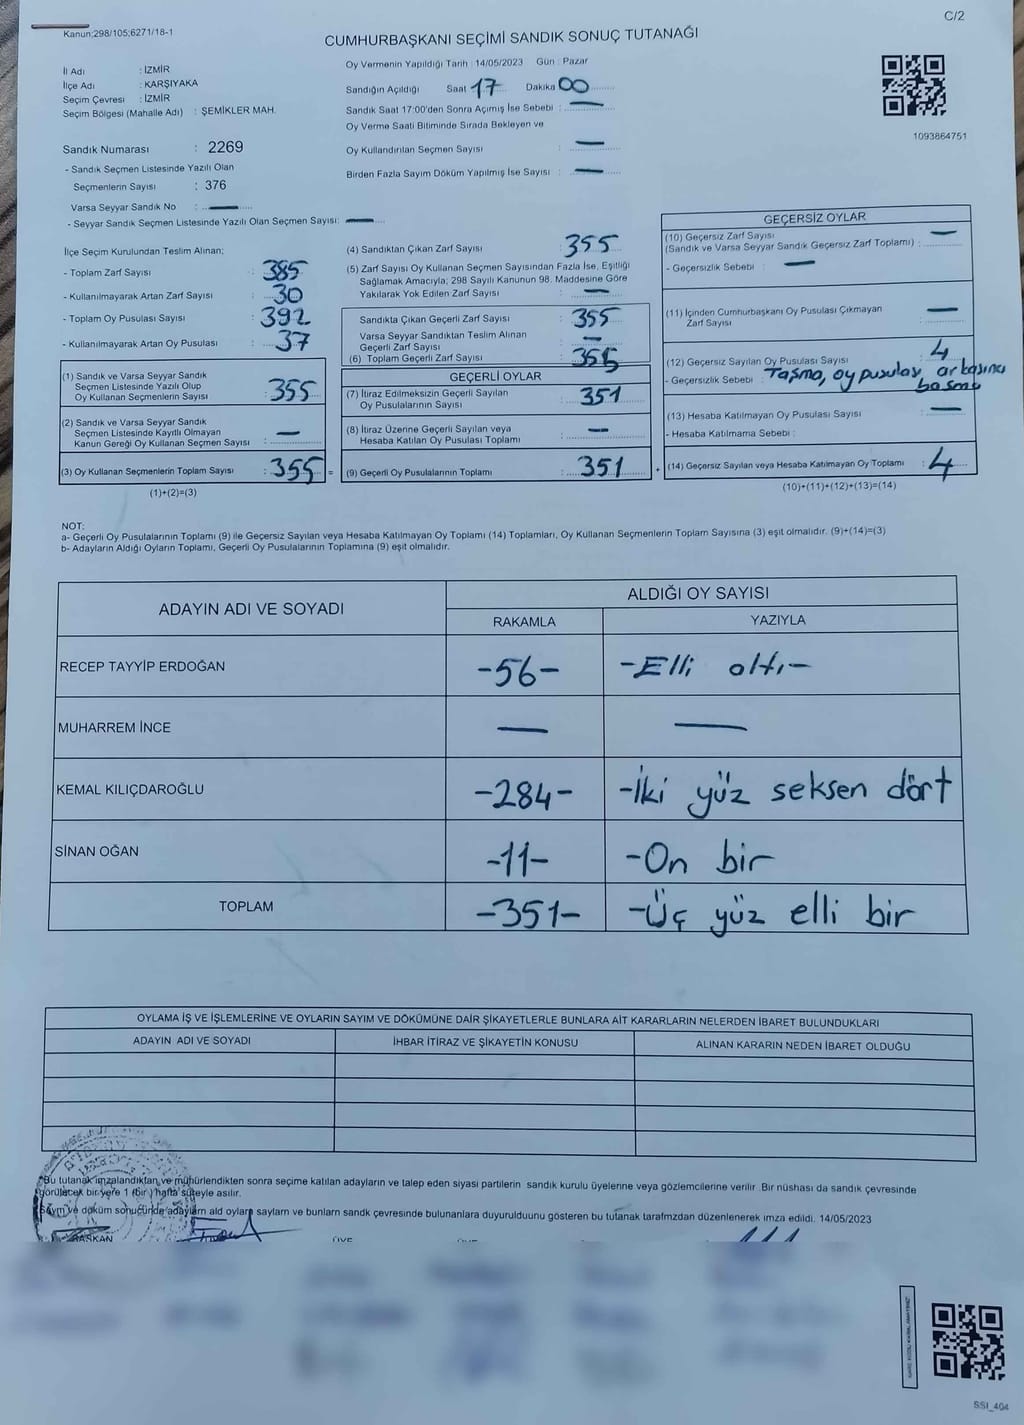 Kanun;298/105;6271/18-1
C/2
CUMHURBAŞKANI SEÇİMİ SANDIK SONUÇ TUTANAĞI
İl Adı : İZMİR
İlçe Adı : KARŞIYAKA
Seçim Çevresi : İZMİR
Seçim Bölgesi (Mahalle Adı) : ŞEMİKLER MAH.
Sandık Numarası : 2269
- Sandık Seçmen Listesinde Yazılı Olan
Seçmenlerin Sayısı : 376
Varsa Seyyar Sandık No : —
- Seyyar Sandık Seçmen Listesinde Yazılı Olan Seçmen Sayısı: —
Oy Vermenin Yapıldığı Tarih : 14/05/2023 Gün : Pazar
Sandığın Açıldığı Saat 17 Dakika 00
Sandık Saat 17:00'den Sonra Açımış İse Sebebi : —
Oy Verme Saati Bitiminde Sırada Bekleyen ve
Oy Kullandırılan Seçmen Sayısı : —
Birden Fazla Sayım Döküm Yapılmış İse Sayısı : —
1093864751
İlçe Seçim Kurulundan Teslim Alınan;
- Toplam Zarf Sayısı : 385
- Kullanılmayarak Artan Zarf Sayısı : 30
- Toplam Oy Pusulası Sayısı : 392
- Kullanılmayarak Artan Oy Pusulası : 37
(1) Sandık ve Varsa Seyyar Sandık
Seçmen Listesinde Yazılı Olup
Oy Kullanan Seçmenlerin Sayısı : 355
(2) Sandık ve Varsa Seyyar Sandık
Seçmen Listesinde Kayıtlı Olmayan
Kanun Gereği Oy Kullanan Seçmen Sayısı : —
(3) Oy Kullanan Seçmenlerin Toplam Sayısı : 355 =
(1)+(2)=(3)
(4) Sandıktan Çıkan Zarf Sayısı : 355
(5) Zarf Sayısı Oy Kullanan Seçmen Sayısından Fazla İse, Eşitliği
Sağlamak Amacıyla; 298 Sayılı Kanunun 98. Maddesine Göre
Yakılarak Yok Edilen Zarf Sayısı : —
Sandıkta Çıkan Geçerli Zarf Sayısı : 355
Varsa Seyyar Sandıktan Teslim Alınan
Geçerli Zarf Sayısı : —
(6) Toplam Geçerli Zarf Sayısı : 355
GEÇERLİ OYLAR
(7) İtiraz Edilmeksizin Geçerli Sayılan
Oy Pusulalarının Sayısı : 351
(8) İtiraz Üzerine Geçerli Sayılan veya
Hesaba Katılan Oy Pusulası Toplamı : —
(9) Geçerli Oy Pusulalarının Toplamı : 351 +
GEÇERSİZ OYLAR
(10) Geçersiz Zarf Sayısı
(Sandık ve Varsa Seyyar Sandık Geçersiz Zarf Toplamı) : —
- Geçersizlik Sebebi : —
(11) İçinden Cumhurbaşkanı Oy Pusulası Çıkmayan
Zarf Sayısı : —
(12) Geçersiz Sayılan Oy Pusulası Sayısı : 4
- Geçersizlik Sebebi : Taşma, oy pusulası arkasına
basma
(13) Hesaba Katılmayan Oy Pusulası Sayısı : —
- Hesaba Katılmama Sebebi :
(14) Geçersiz Sayılan veya Hesaba Katılmayan Oy Toplamı : 4
(10)+(11)+(12)+(13)=(14)
NOT:
a- Geçerli Oy Pusulalarının Toplamı (9) ile Geçersiz Sayılan veya Hesaba Katılmayan Oy Toplamı (14) Toplamları, Oy Kullanan Seçmenlerin Toplam Sayısına (3) eşit olmalıdır. (9)+(14)=(3)
b- Adayların Aldığı Oyların Toplamı, Geçerli Oy Pusulalarının Toplamına (9) eşit olmalıdır.
ADAYIN ADI VE SOYADI
ALDIĞI OY SAYISI
RAKAMLA YAZIYLA
RECEP TAYYİP ERDOĞAN -56- -Elli altı-
MUHARREM İNCE — —
KEMAL KILIÇDAROĞLU -284- -İki yüz seksen dört
SİNAN OĞAN -11- -On bir
TOPLAM -351- -Üç yüz elli bir
OYLAMA İŞ VE İŞLEMLERİNE VE OYLARIN SAYIM VE DÖKÜMÜNE DAİR ŞİKAYETLERLE BUNLARA AİT KARARLARIN NELERDEN İBARET BULUNDUKLARI
ADAYIN ADI VE SOYADI İHBAR İTİRAZ VE ŞİKAYETİN KONUSU ALINAN KARARIN NEDEN İBARET OLDUĞU
Bu tutanak imzalandıktan ve mühürlendikten sonra seçime katılan adayların ve talep eden siyasi partilerin sandık kurulu üyelerine veya gözlemcilerine verilir. Bir nüshası da sandık çevresinde
görülecek bir yere 1 (bir) hafta süreyle asılır.
Sayım ve döküm sonucunde adayların ald oyların sayların ve bunların sandk çevresinde bulunanlara duyurulduunu gösteren bu tutanak tarafmzdan düzenlenerek imza edildi. 14/05/2023
BAŞKAN
ÜYE
SSI_404